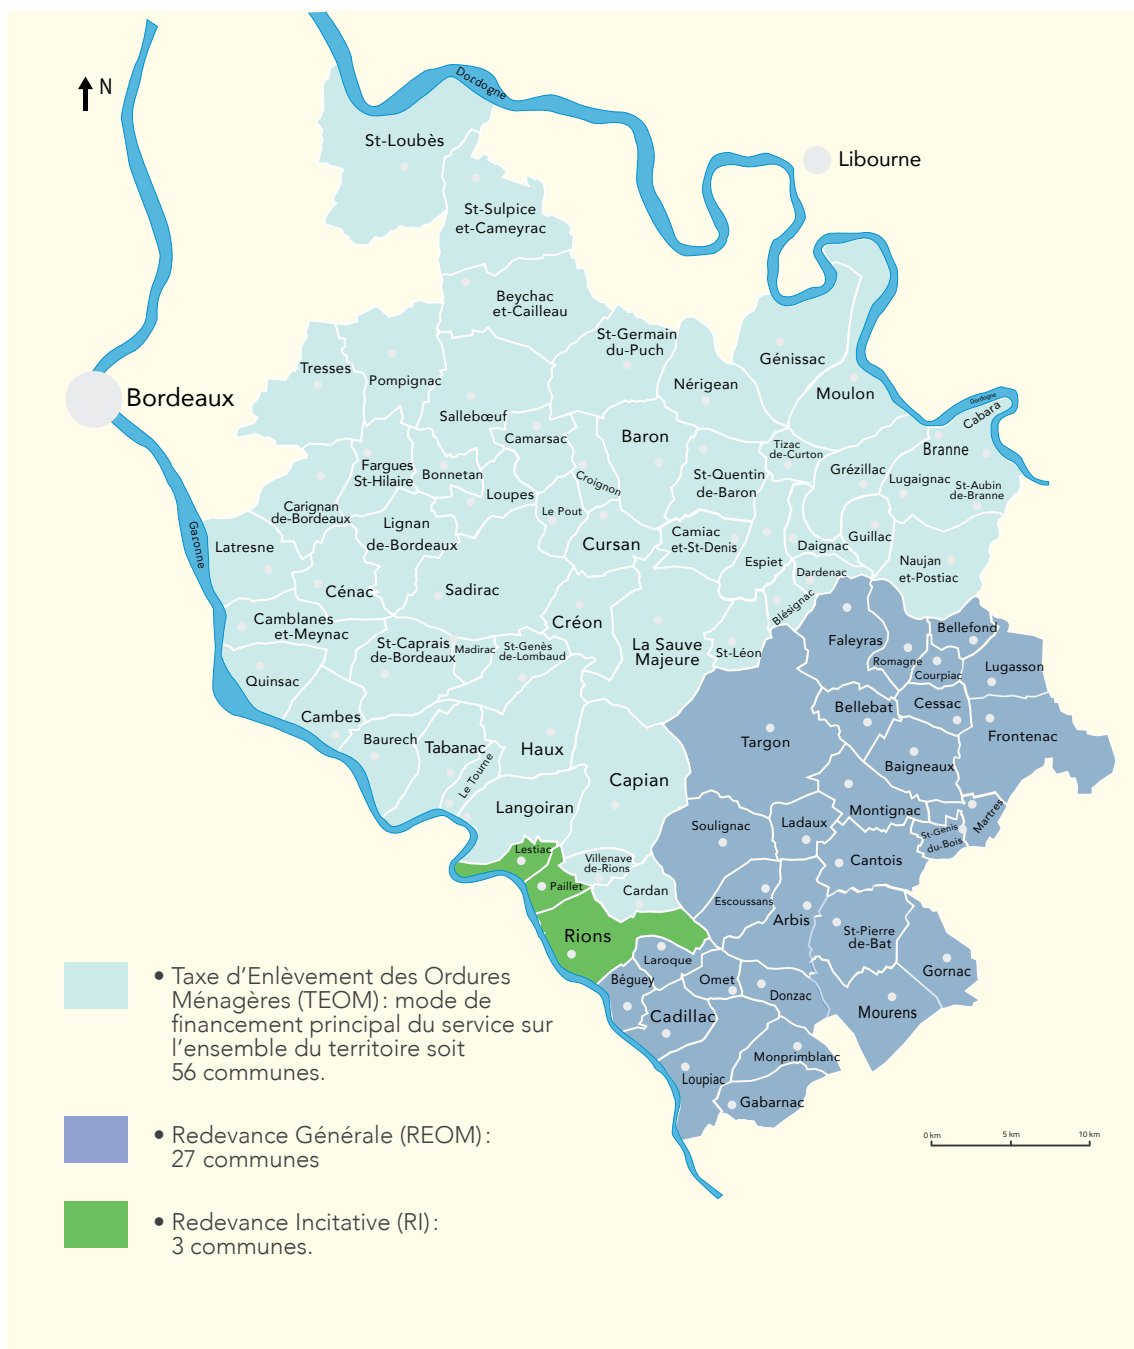 Dordogne
N
St-Loubès
Libourne
St-Sulpice
et-Cameyrac
Beychac
et-Cailleau
St-Germain
du-Puch
Génissac
Tresses
Pompignac
Nérigean
Moulon
Bordeaux
Dordogne
Cabara
Sallebœuf
Camarsac
Baron
Tizac
de-Curton
Branne
Fargues
St-Hilaire
Bonnetan
Croignon
St-Quentin
de-Baron
Grézillac
Lugaignac
St-Aubin
de-Branne
Loupes
Carignan
de-Bordeaux
Le Pout
Lignan
de-Bordeaux
Garonne
Latresne
Cursan
Camiac
et-St-Denis
Guillac
Daignac
Espiet
Naujan
et-Postiac
Dardenac
Cénac
Sadirac
Blésignac
Camblanes
et-Meynac
Créon
Bellefond
Faleyras
St-Caprais
de-Bordeaux
Madirac
St-Genès
de-Lombaud
La Sauve
Majeure
St-Léon
Romagne
Courpiac
Lugasson
Quinsac
Cessac
Bellebat
Cambes
Baurech
Tabanac
Haux
Targon
Frontenac
Le Tourne
Baigneaux
Capian
Langoiran
Montignac
Martres
Soulignac
Ladaux
St-Genis
du-Bois
Lestiac
Villenave
de-Rions
Cantois
Paillet
Cardan
Escoussans
Arbis
Rions
St-Pierre
de-Bat
Laroque
Gornac
Béguey
Omet
Donzac
Cadillac
Mourens
Monprimblanc
Loupiac
Gabarnac
• Taxe d'Enlèvement des Ordures
Ménagères (TEOM) : mode de
financement principal du service sur
l'ensemble du territoire soit
56 communes.
• Redevance Générale (REOM) :
27 communes
• Redevance Incitative (RI) :
3 communes.
0 km
5 km
10 km